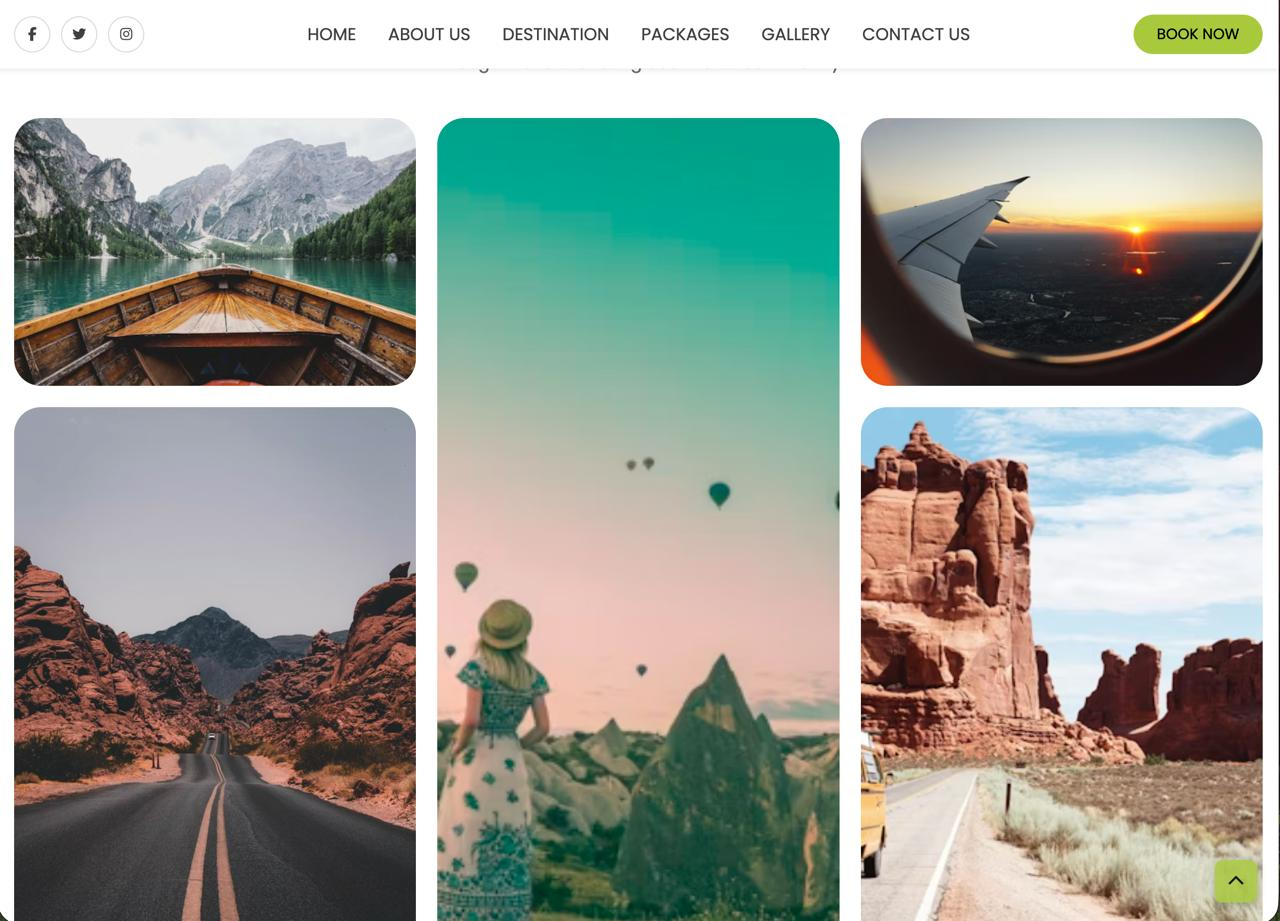 HOME
ABOUT US
DESTINATION
PACKAGES
GALLERY
CONTACT US
BOOK NOW